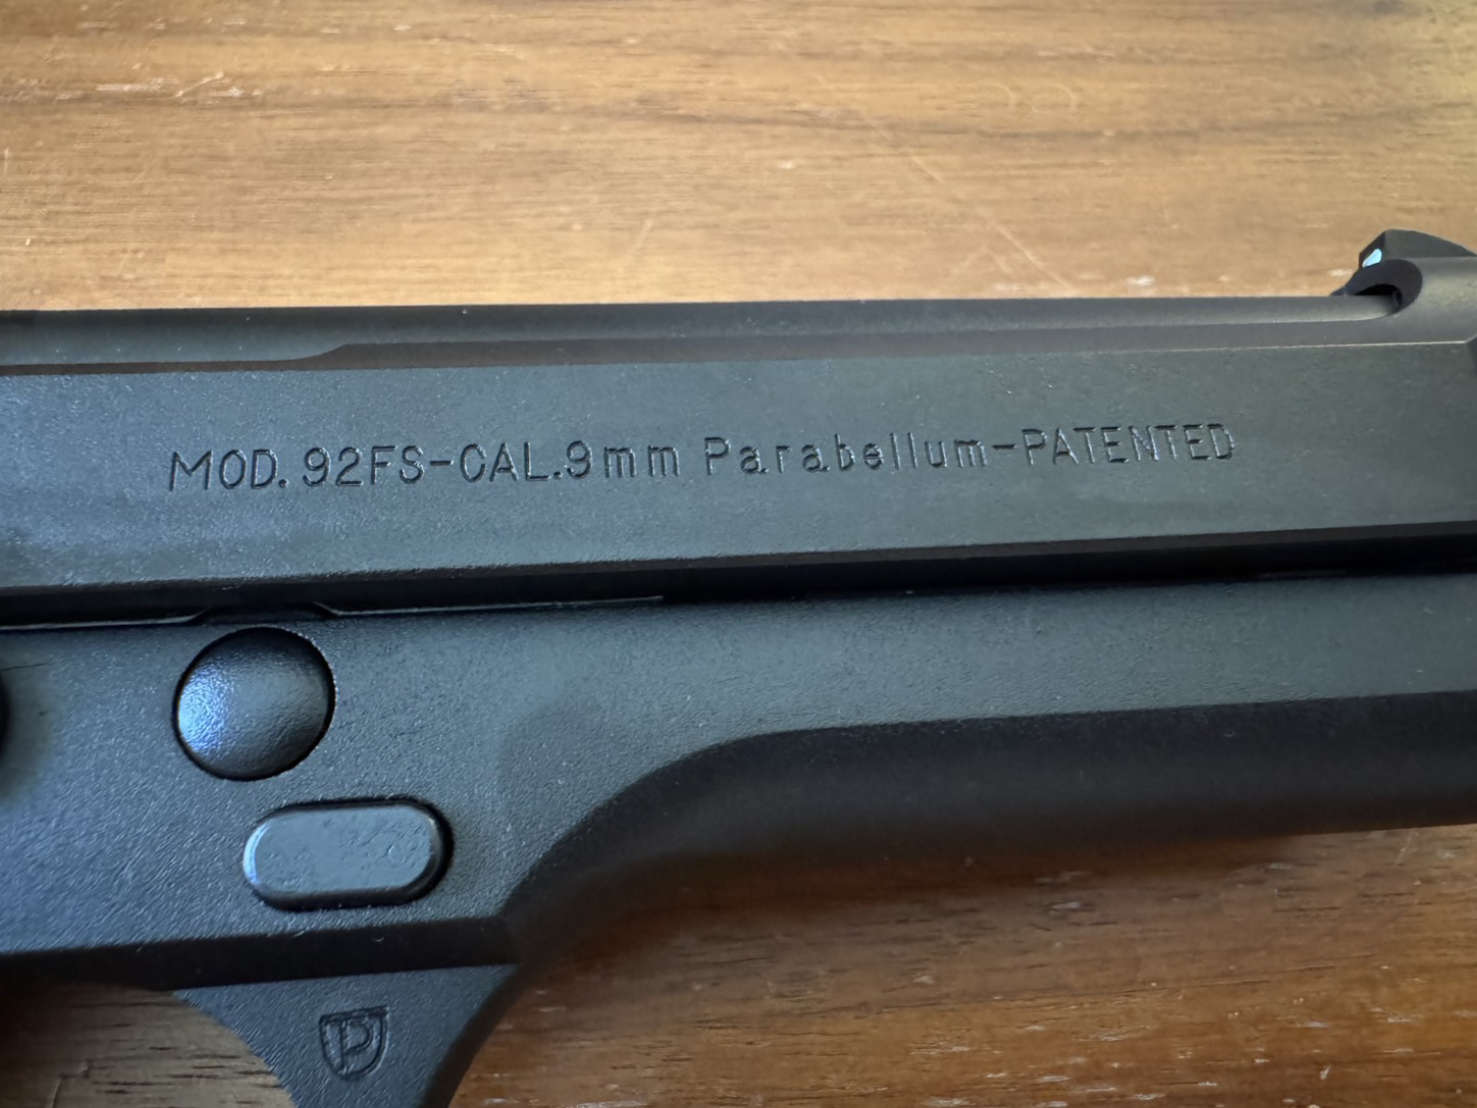 MOD. 92FS-CAL.9mm Parabellum-PATENTED